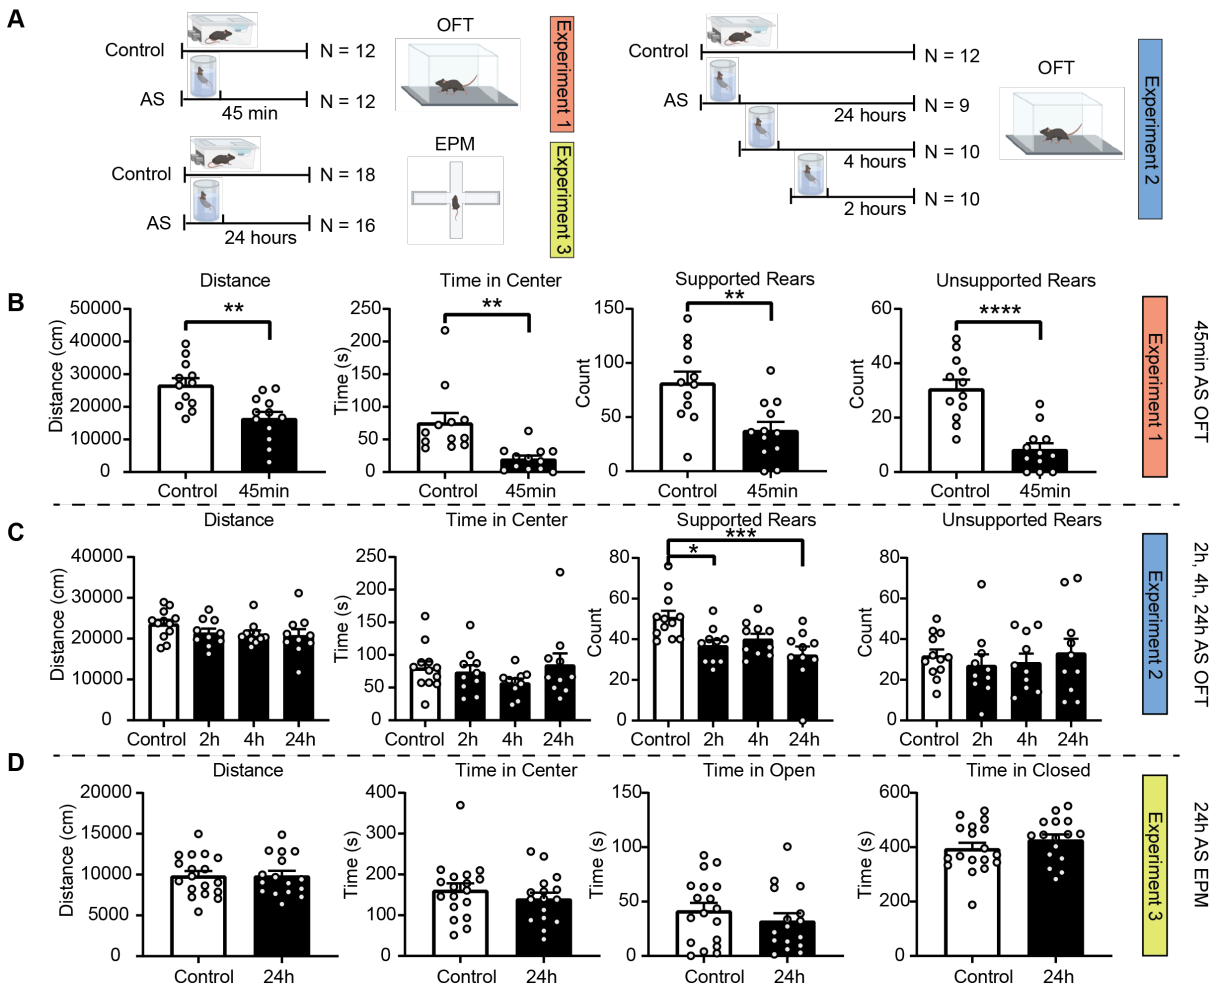 A
OFT
Control
N = 12
AS
45 min
N = 12
Experiment 1
EPM
Control
N = 18
AS
24 hours
N = 16
Experiment 3
Control
N = 12
OFT
AS
24 hours
N = 9
4 hours
N = 10
2 hours
N = 10
Experiment 2
B
Distance
Distance (cm)
50000
40000
30000
20000
10000
0
**
Control
45min
Time in Center
Time (s)
250
200
150
100
50
0
**
Control
45min
Supported Rears
Count
150
100
50
0
**
Control
45min
Unsupported Rears
Count
60
40
20
0
****
Control
45min
Experiment 1
45min AS OFT
C
Distance
Distance (cm)
40000
30000
20000
10000
0
Control
2h
4h
24h
Time in Center
Time (s)
250
200
150
100
50
0
Control
2h
4h
24h
Supported Rears
Count
80
60
40
20
0
***
*
Control
2h
4h
24h
Unsupported Rears
Count
80
60
40
20
0
Control
2h
4h
24h
Experiment 2
2h, 4h, 24h AS OFT
D
Distance
Distance (cm)
20000
15000
10000
5000
0
Control
24h
Time in Center
Time (s)
400
300
200
100
0
Control
24h
Time in Open
Time (s)
150
100
50
0
Control
24h
Time in Closed
Time (s)
600
400
200
0
Control
24h
Experiment 3
24h AS EPM